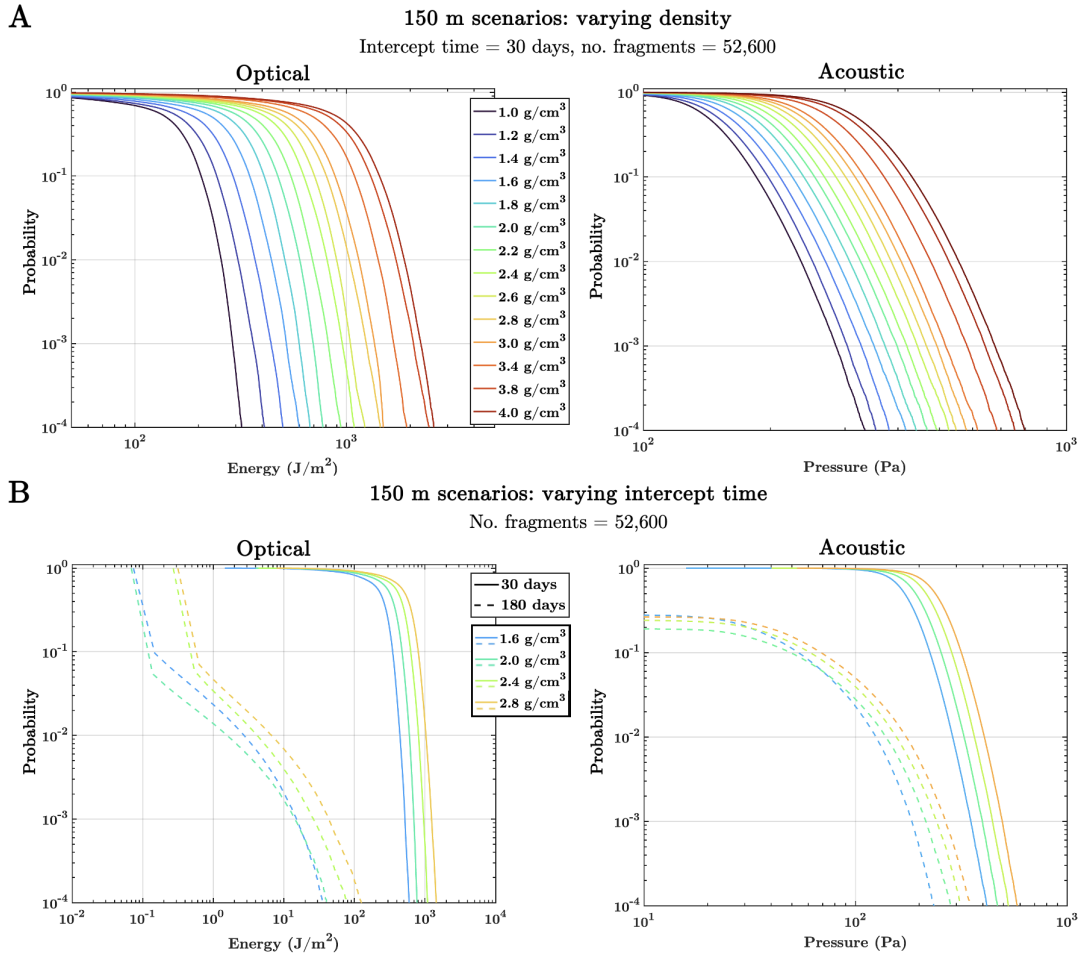 A
150 m scenarios: varying density
Intercept time = 30 days, no. fragments = 52,600
Optical
Probability
10^0
10^-1
10^-2
10^-3
10^-4
10^2
10^3
Energy (J/m^2)
1.0 g/cm^3
1.2 g/cm^3
1.4 g/cm^3
1.6 g/cm^3
1.8 g/cm^3
2.0 g/cm^3
2.2 g/cm^3
2.4 g/cm^3
2.6 g/cm^3
2.8 g/cm^3
3.0 g/cm^3
3.4 g/cm^3
3.8 g/cm^3
4.0 g/cm^3
Acoustic
Probability
10^0
10^-1
10^-2
10^-3
10^-4
10^2
10^3
Pressure (Pa)
B
150 m scenarios: varying intercept time
No. fragments = 52,600
Optical
Probability
10^0
10^-1
10^-2
10^-3
10^-4
10^-2
10^-1
10^0
10^1
10^2
10^3
10^4
Energy (J/m^2)
30 days
180 days
1.6 g/cm^3
2.0 g/cm^3
2.4 g/cm^3
2.8 g/cm^3
Acoustic
Probability
10^0
10^-1
10^-2
10^-3
10^-4
10^1
10^2
10^3
Pressure (Pa)